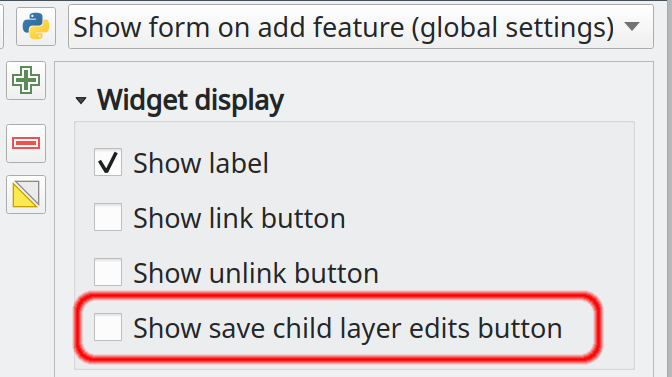 Show form on add feature (global settings)
Widget display
Show label
Show link button
Show unlink button
Show save child layer edits button